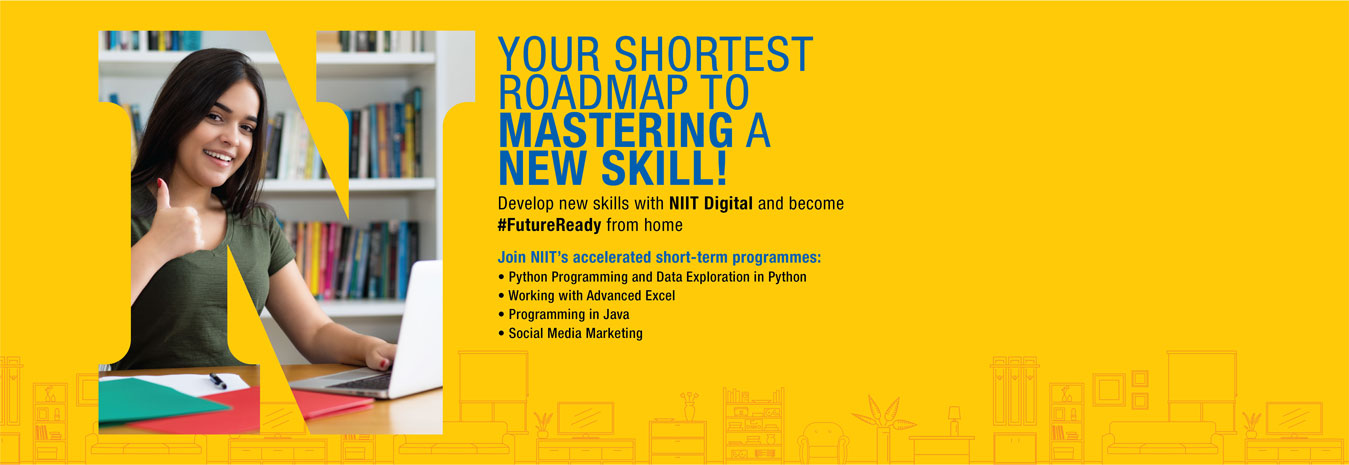 YOUR SHORTEST
ROADMAP TO
MASTERING A
NEW SKILL!
Develop new skills with NIIT Digital and become
#FutureReady from home
Join NIIT’s accelerated short-term programmes:
• Python Programming and Data Exploration in Python
• Working with Advanced Excel
• Programming in Java
• Social Media Marketing